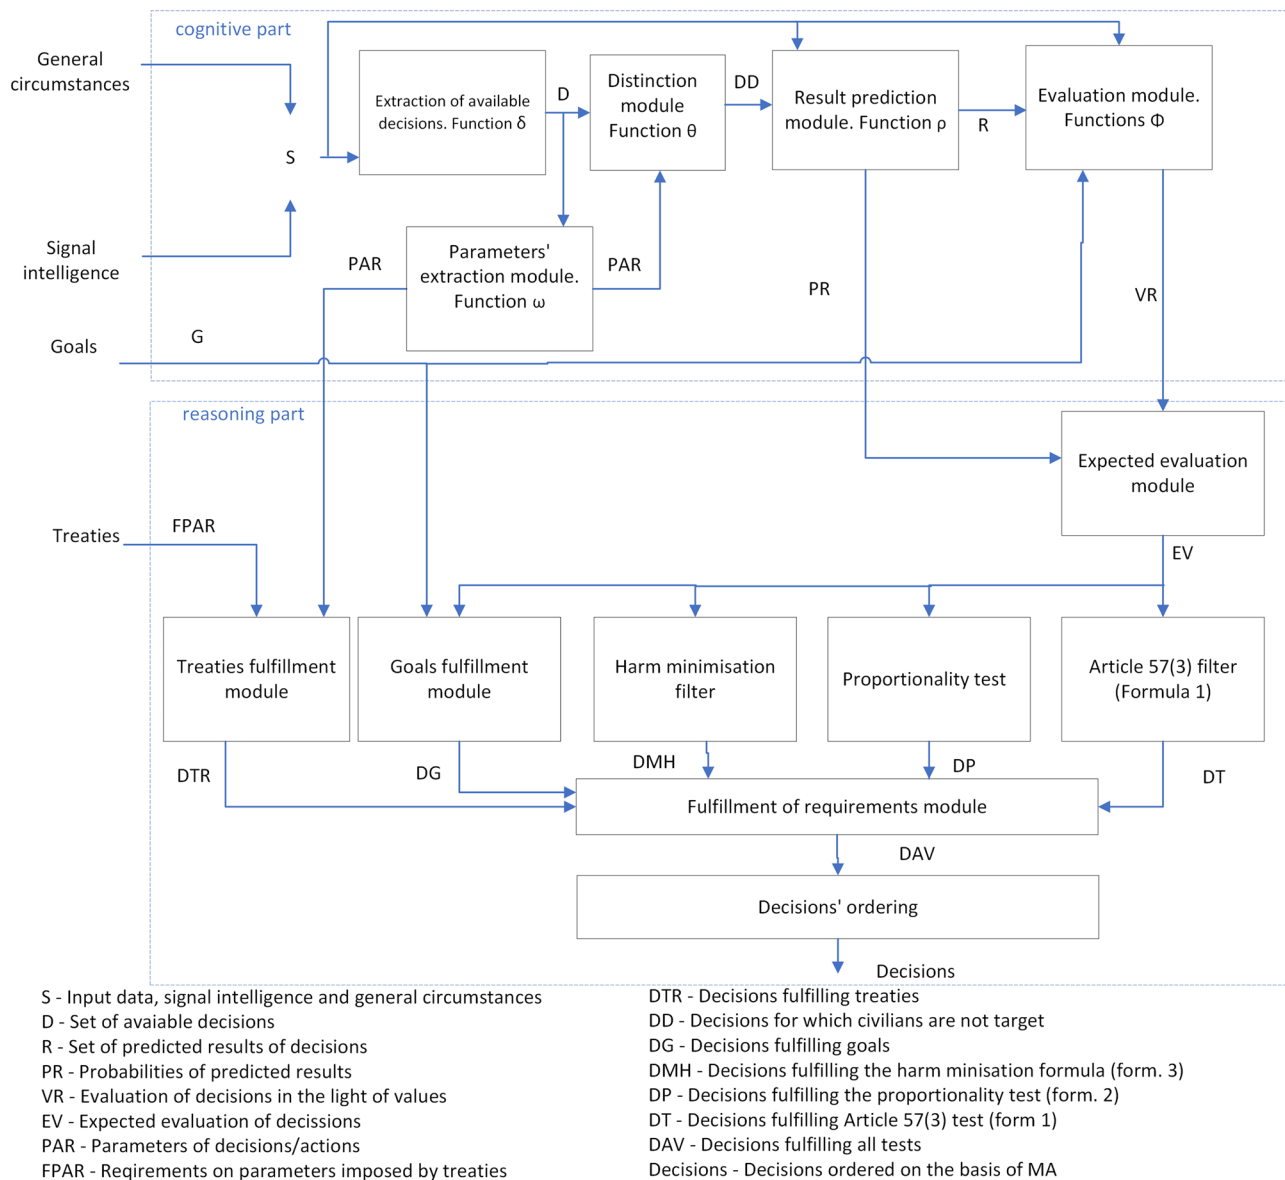 cognitive part
General
circumstances
S
Signal
intelligence
Goals
G
Extraction of available
decisions. Function δ
D
Distinction
module
Function θ
DD
Result prediction
module. Function ρ
R
Evaluation module.
Functions Φ
PAR
Parameters'
extraction module.
Function ω
PAR
PR
VR
reasoning part
Expected evaluation
module
EV
Treaties
FPAR
Treaties fulfillment
module
Goals fulfillment
module
Harm minimisation
filter
Proportionality test
Article 57(3) filter
(Formula 1)
DTR
DG
DMH
DP
DT
Fulfillment of requirements module
DAV
Decisions' ordering
Decisions
S - Input data, signal intelligence and general circumstances
D - Set of avaiable decisions
R - Set of predicted results of decisions
PR - Probabilities of predicted results
VR - Evaluation of decisions in the light of values
EV - Expected evaluation of decissions
PAR - Parameters of decisions/actions
FPAR - Reqirements on parameters imposed by treaties
DTR - Decisions fulfilling treaties
DD - Decisions for which civilians are not target
DG - Decisions fulfilling goals
DMH - Decisions fulfilling the harm minisation formula (form. 3)
DP - Decisions fulfilling the proportionality test (form. 2)
DT - Decisions fulfilling Article 57(3) test (form 1)
DAV - Decisions fulfilling all tests
Decisions - Decisions ordered on the basis of MA